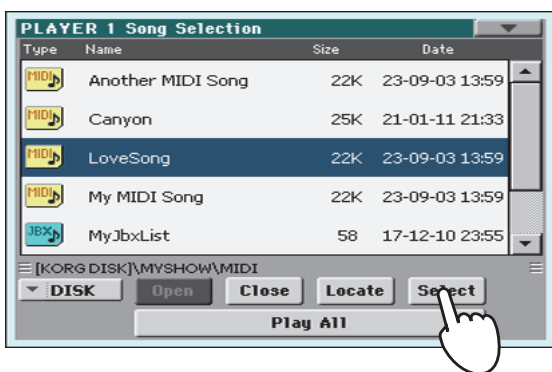 PLAYER 1 Song Selection
Type Name Size Date
MIDI Another MIDI Song 22K 23-09-03 13:59
MIDI Canyon 25K 21-01-11 21:33
MIDI LoveSong 22K 23-09-03 13:59
MIDI My MIDI Song 22K 23-09-03 13:59
JBX MyJbxList 58 17-12-10 23:55
[KORG DISK]\MYSHOW\MIDI
DISK Open Close Locate Select
Play All